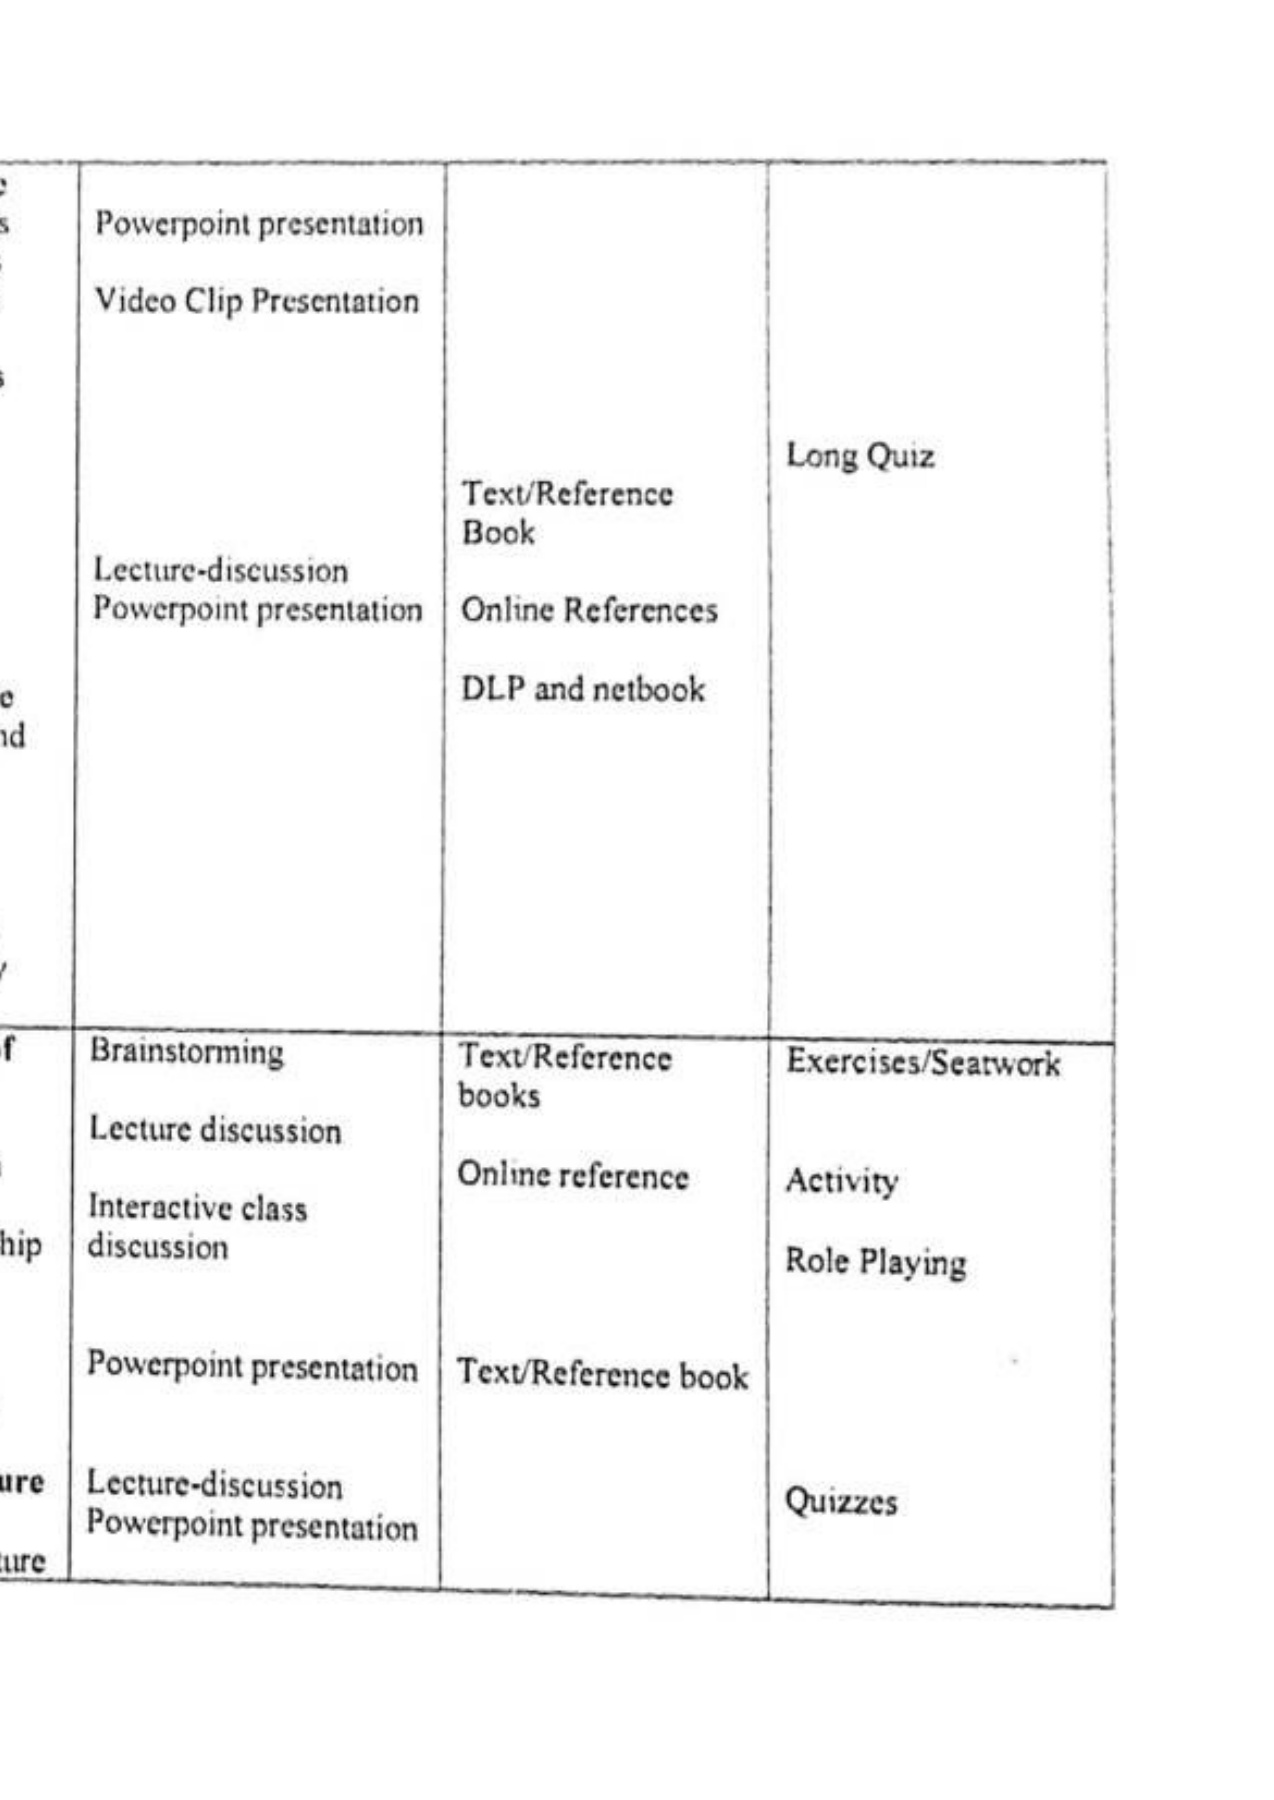 Powerpoint presentation
Video Clip Presentation
Lecture-discussion
Powerpoint presentation
Text/Reference
Book
Online References
DLP and netbook
Long Quiz
nd
of
hip
ure
ture
Brainstorming
Lecture discussion
Interactive class
discussion
Powerpoint presentation
Lecture-discussion
Powerpoint presentation
Text/Reference
books
Online reference
Text/Reference book
Exercises/Seatwork
Activity
Role Playing
Quizzes